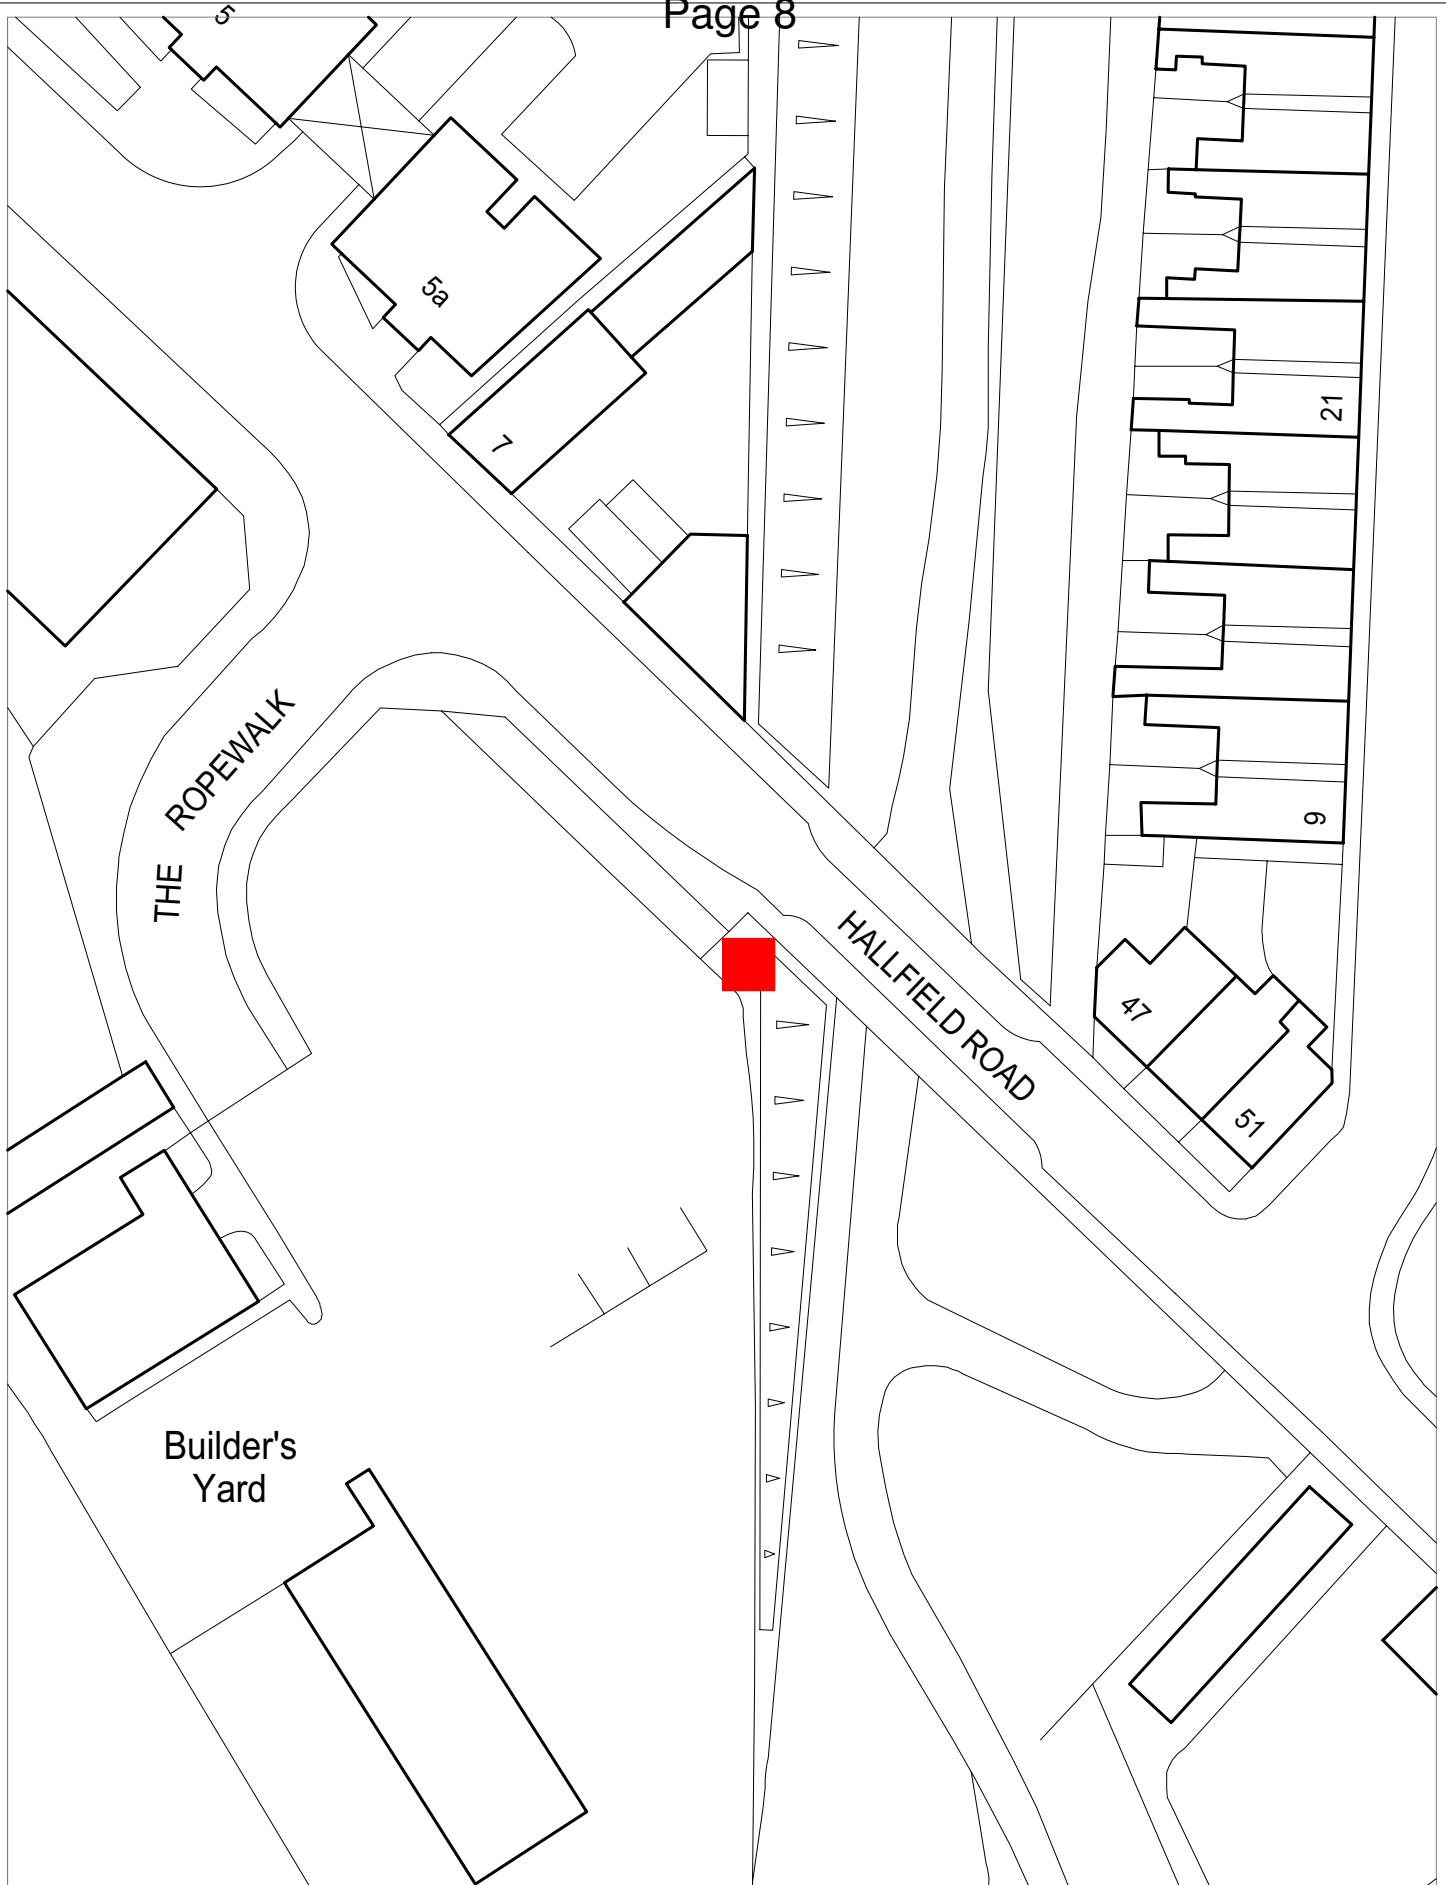 Page 8
5
5a
7
21
9
THE ROPEWALK
HALLFIELD ROAD
47
51
Builder's
Yard